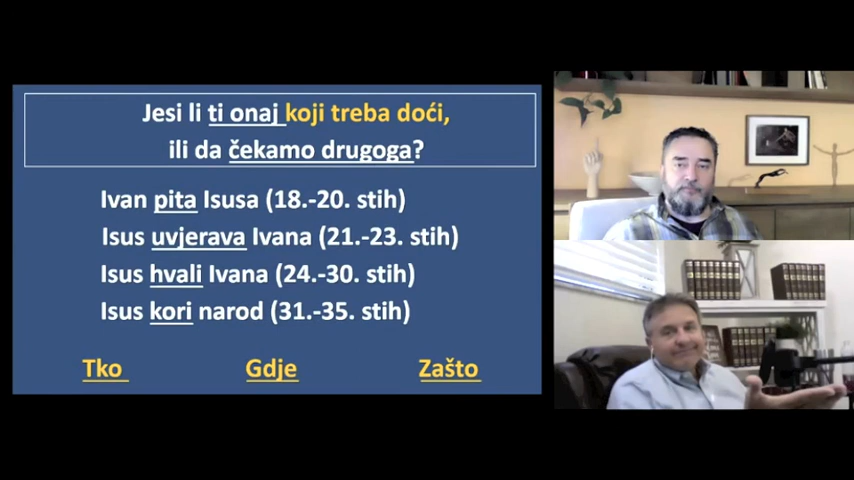 Jesi li ti onaj koji treba doći,
ili da čekamo drugoga?
Ivan pita Isusa (18.-20. stih)
Isus uvjerava Ivana (21.-23. stih)
Isus hvali Ivana (24.-30. stih)
Isus kori narod (31.-35. stih)
Tko Gdje Zašto